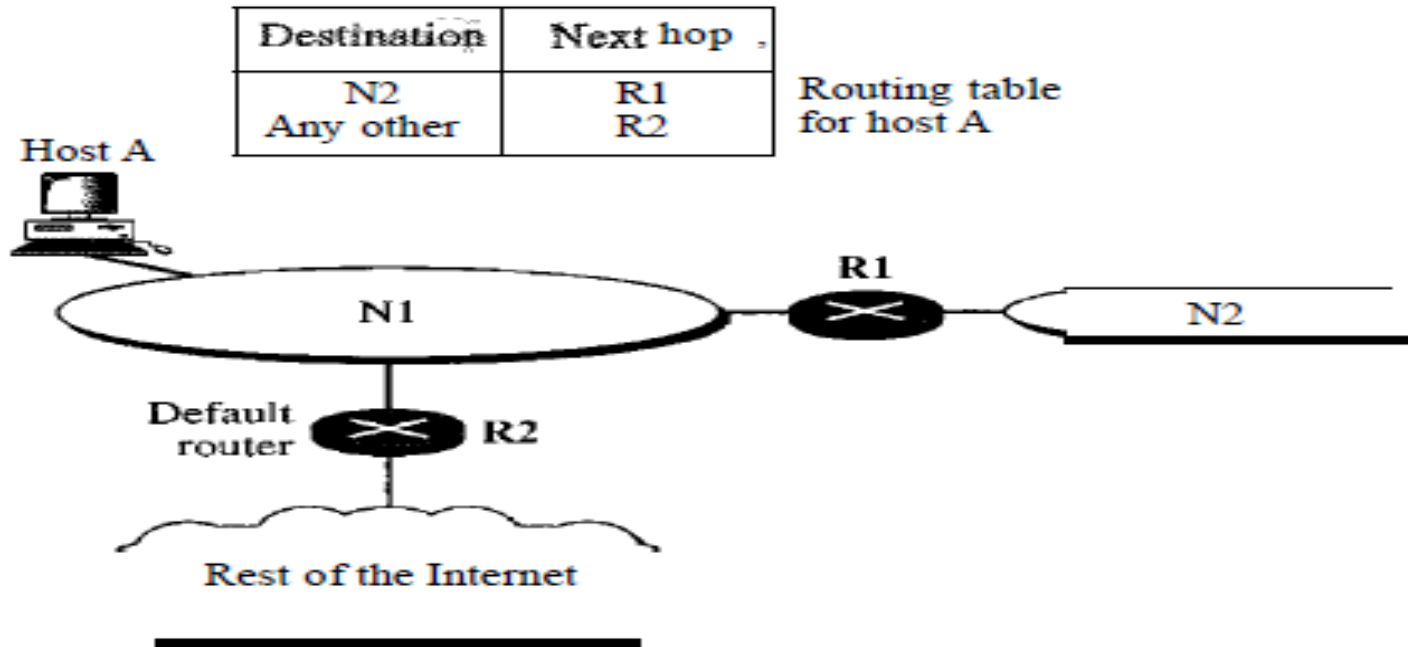 Destination Next hop ,
N2 R1
Any other R2
Routing table
for host A
Host A
R1
N1
N2
Default
router
R2
Rest of the Internet